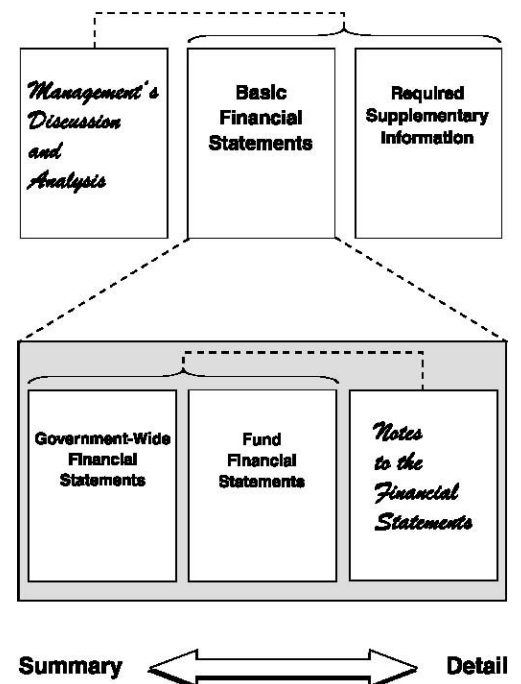 Management's
Discussion
and
Analysis
Basic
Financial
Statements
Required
Supplementary
Information
Government-Wide
Financial
Statements
Fund
Financial
Statements
Notes
to the
Financial
Statements
Summary
Detail